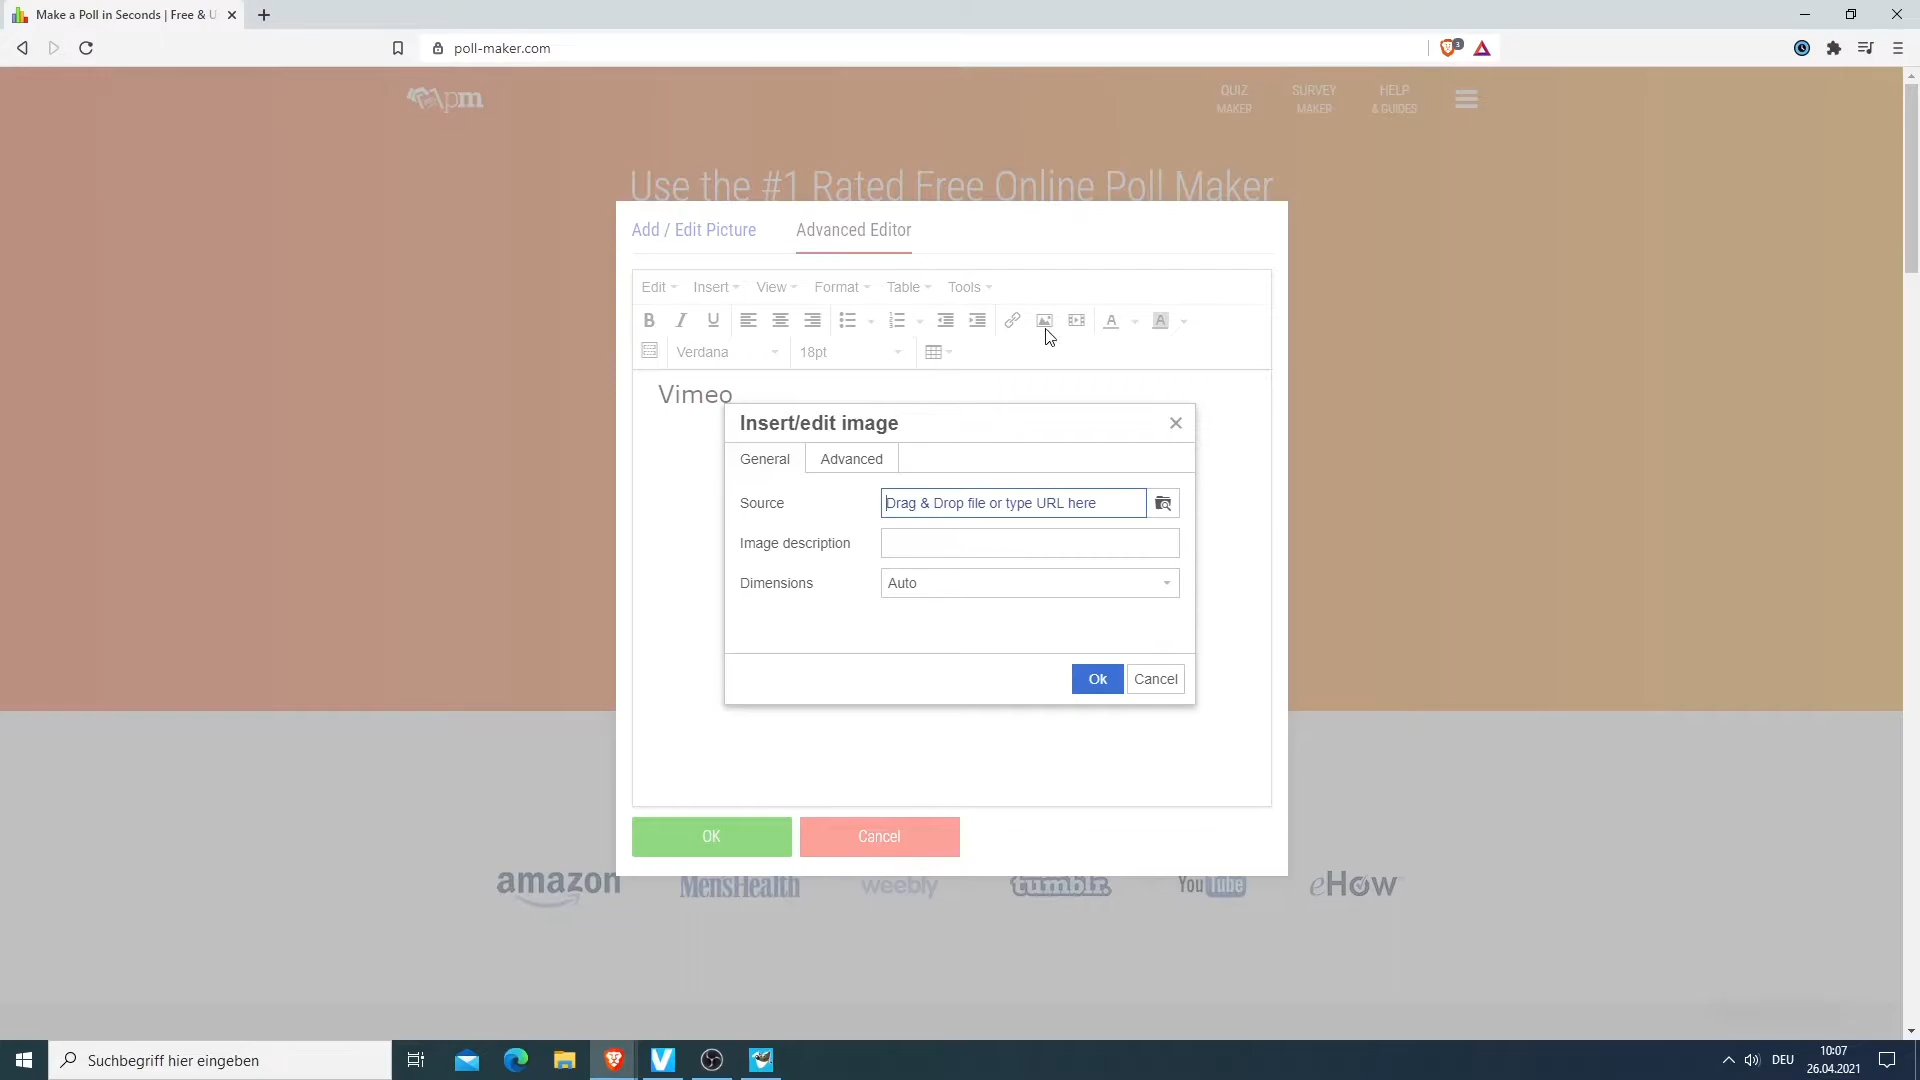 Make a Poll in Seconds | Free & U
poll-maker.com
3
pm
QUIZ
MAKER
SURVEY
MAKER
HELP
& GUIDES
Use the #1 Rated Free Online Poll Maker
Add / Edit Picture
Advanced Editor
Edit
Insert
View
Format
Table
Tools
B
I
U
A
A
Verdana
18pt
Vimeo
Insert/edit image
General
Advanced
Source
Drag & Drop file or type URL here
Image description
Dimensions
Auto
Ok
Cancel
OK
Cancel
amazon
MensHealth
weebly
tumblr.
YouTube
eHow
Suchbegriff hier eingeben
DEU
10:07
26.04.2021